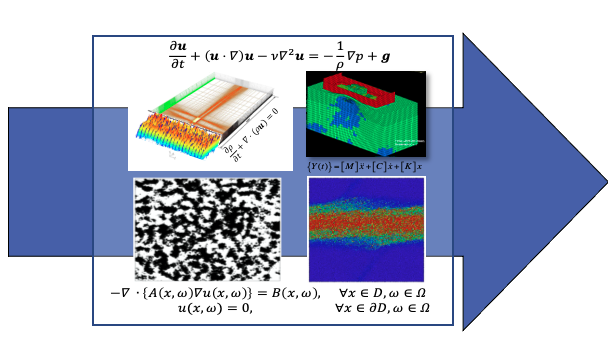 ∂𝒖/∂t + (𝒖 · ∇)𝒖 − ν∇²𝒖 = −(1/ρ)∇p + 𝒈
∂ρ/∂t + ∇ · (ρ𝒖) = 0
{Y(t)} = [M]ẍ + [C]ẋ + [K]x
−∇ · {A(x, ω)∇u(x, ω)} = B(x, ω), ∀x ∈ D, ω ∈ Ω
u(x, ω) = 0, ∀x ∈ ∂D, ω ∈ Ω